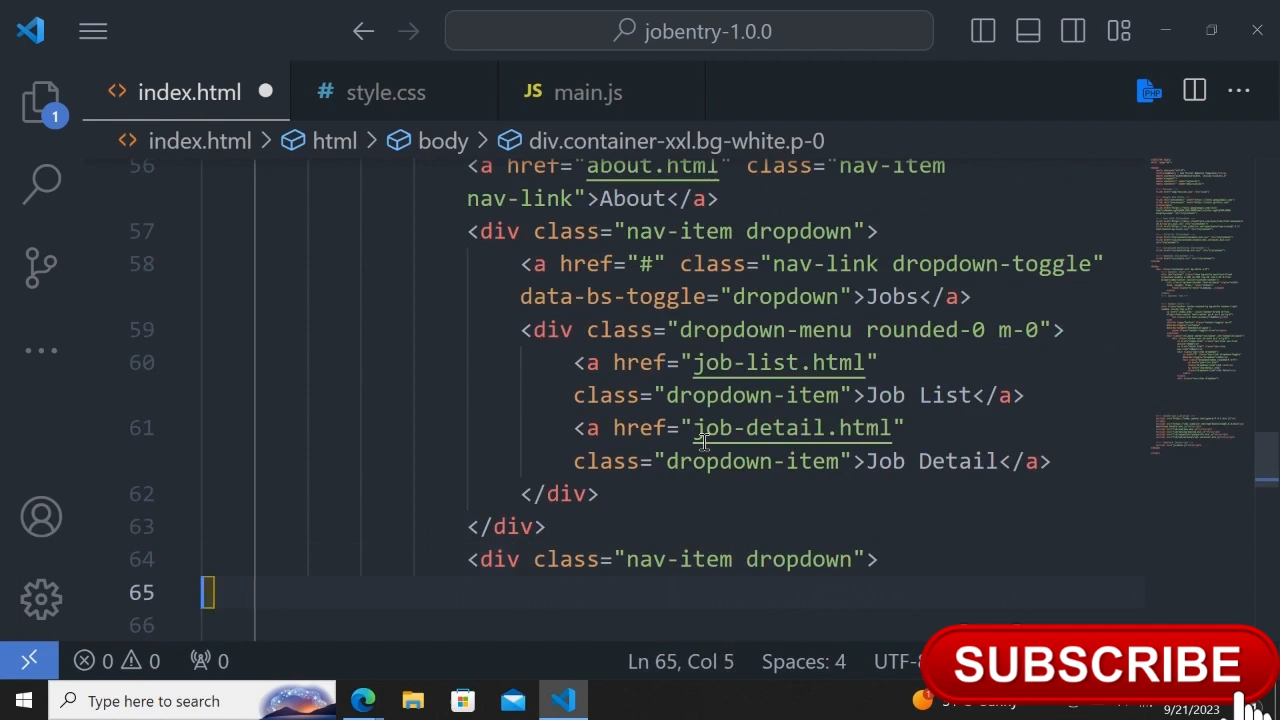 jobentry-1.0.0
index.html
# style.css
JS main.js
PHP
1
index.html > html > body > div.container-xxl.bg-white.p-0
56 <a href="about.html" class="nav-item
nav-link ">About</a>
57 <div class="nav-item dropdown">
58 <a href="#" class="nav-link dropdown-toggle"
data-bs-toggle="dropdown">Jobs</a>
59 <div class="dropdown-menu rounded-0 m-0">
60 <a href="job-list.html"
class="dropdown-item">Job List</a>
61 <a href="job-detail.html"
class="dropdown-item">Job Detail</a>
62 </div>
63 </div>
64 <div class="nav-item dropdown">
65
66
0 0 0
Ln 65, Col 5 Spaces: 4 UTF-
SUBSCRIBE
Type here to search
9/21/2023